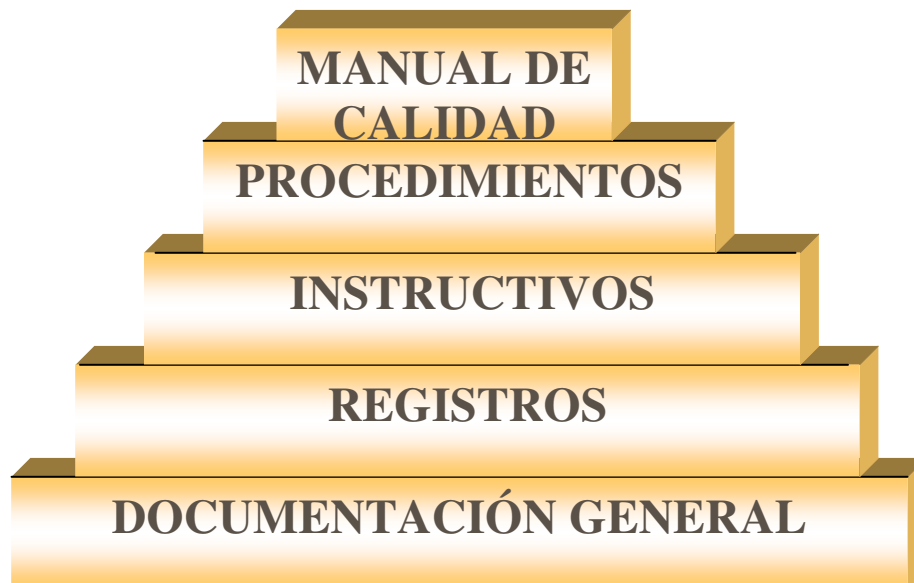 MANUAL DE
CALIDAD
PROCEDIMIENTOS
INSTRUCTIVOS
REGISTROS
DOCUMENTACIÓN GENERAL